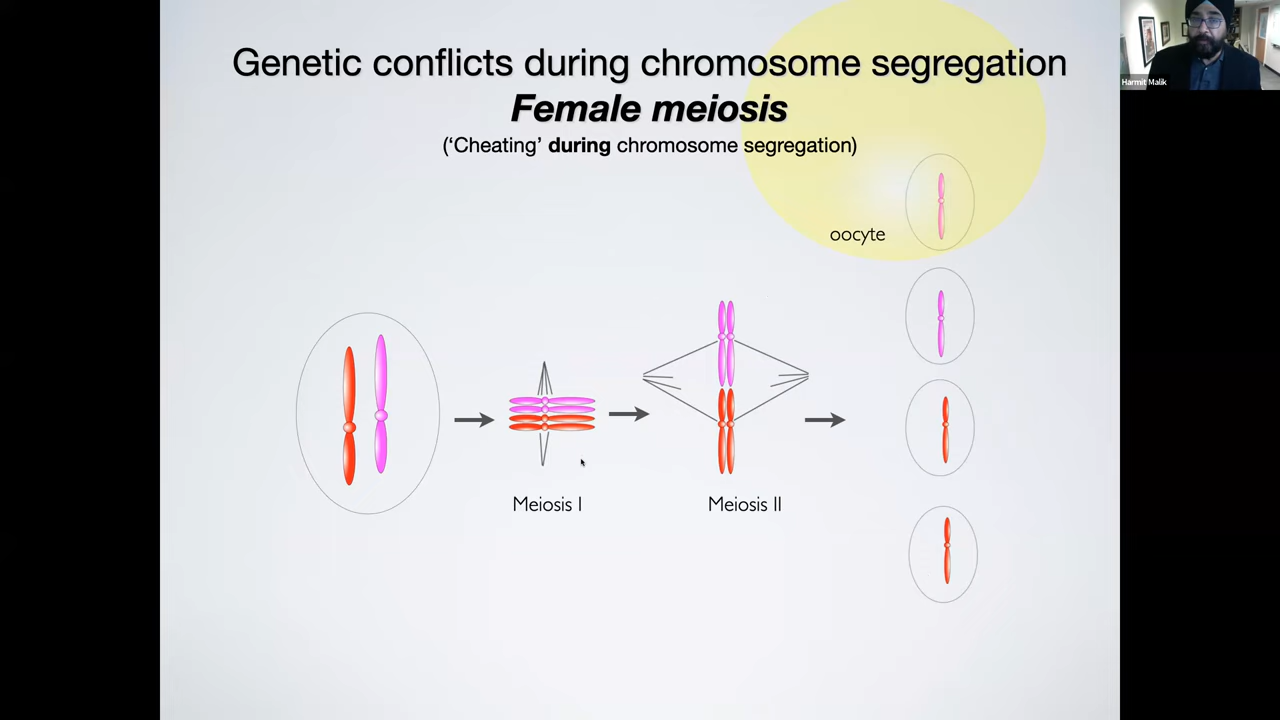 Genetic conflicts during chromosome segregation
Female meiosis
(‘Cheating’ during chromosome segregation)
Harmit Malik
oocyte
Meiosis I
Meiosis II